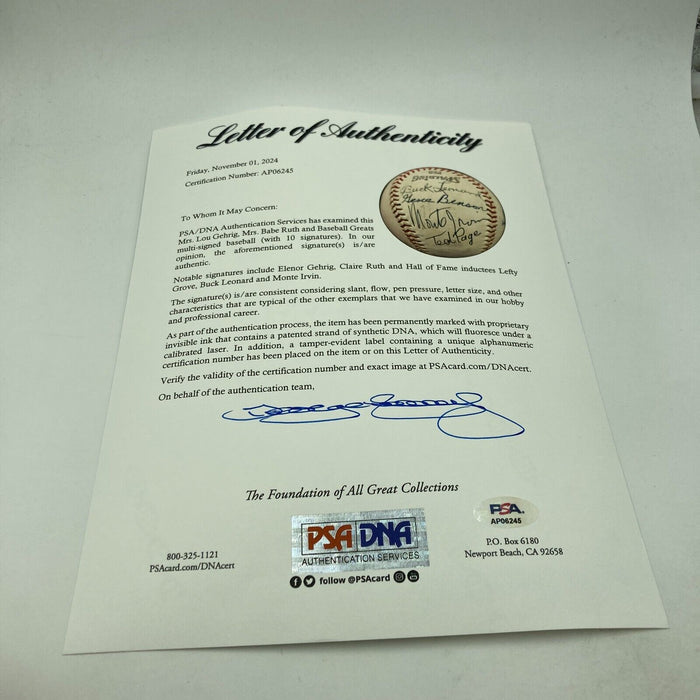 Letter of Authenticity
Friday, November 01, 2024
Certification Number: AP06245
To Whom It May Concern:
PSA/DNA Authentication Services has examined this
Mrs. Lou Gehrig, Mrs. Babe Ruth and Baseball Greats
multi-signed baseball (with 10 signatures). In our
opinion, the aforementioned signature(s) is/are
authentic.
Buck Leonard
Gene Benson
Monte Irvin
Ted Page
Notable signatures include Elenor Gehrig, Claire Ruth and Hall of Fame inductees Lefty
Grove, Buck Leonard and Monte Irvin.
The signature(s) is/are consistent considering slant, flow, pen pressure, letter size, and other
characteristics that are typical of the other exemplars that we have examined in our hobby
and professional career.
As part of the authentication process, the item has been permanently marked with proprietary
invisible ink that contains a patented strand of synthetic DNA, which will fluoresce under a
calibrated laser. In addition, a tamper-evident label containing a unique alphanumeric
certification number has been placed on the item or on this Letter of Authenticity.
Verify the validity of the certification number and exact image at PSAcard.com/DNAcert.
On behalf of the authentication team,
The Foundation of All Great Collections
PSA
AP06245
PSA DNA
AUTHENTICATION SERVICES
follow @PSAcard
800-325-1121
PSAcard.com/DNAcert
P.O. Box 6180
Newport Beach, CA 92658